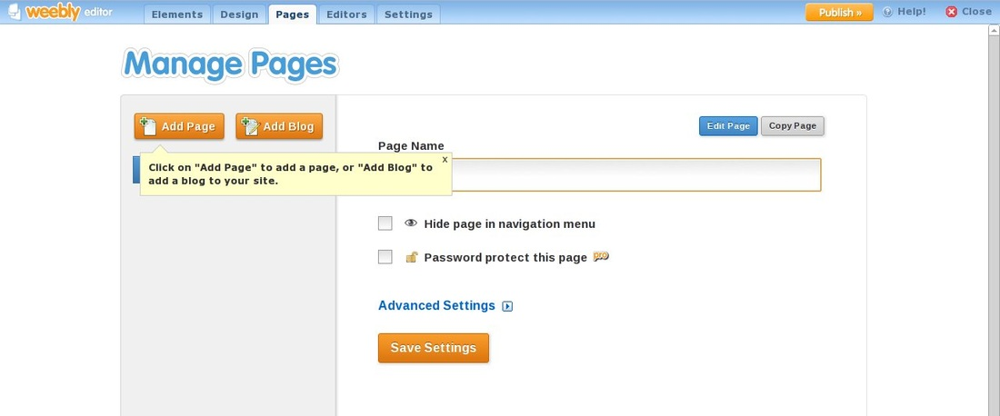 weebly editor
Elements Design Pages Editors Settings
Publish » Help! Close
Manage Pages
Add Page Add Blog
Edit Page Copy Page
Page Name
Click on "Add Page" to add a page, or "Add Blog" to
add a blog to your site.
x
Hide page in navigation menu
Password protect this page pro
Advanced Settings
Save Settings